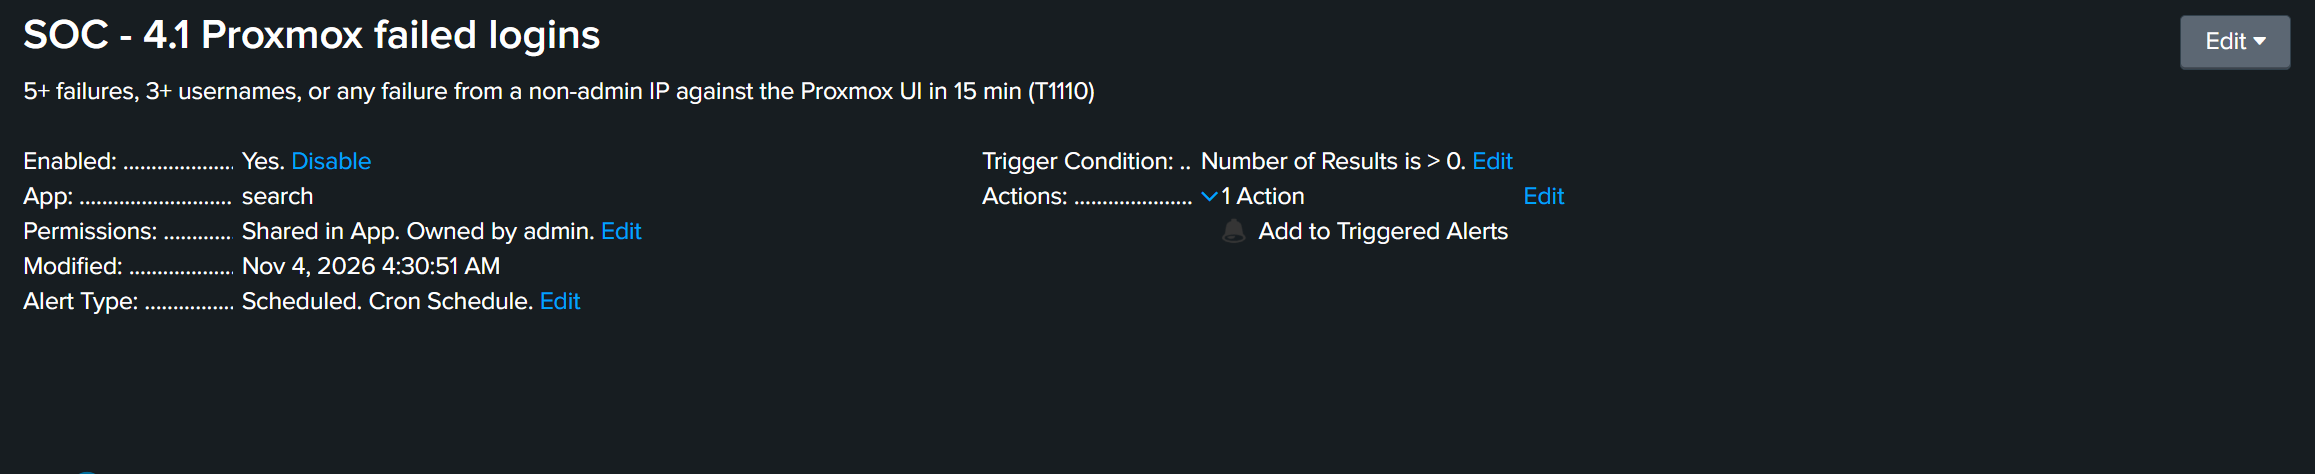 SOC - 4.1 Proxmox failed logins
Edit
5+ failures, 3+ usernames, or any failure from a non-admin IP against the Proxmox UI in 15 min (T1110)
Enabled: .................... Yes. Disable
App: ............................ search
Permissions: ............ Shared in App. Owned by admin. Edit
Modified: ................... Nov 4, 2026 4:30:51 AM
Alert Type: ................ Scheduled. Cron Schedule. Edit
Trigger Condition: .. Number of Results is > 0. Edit
Actions: ..................... 1 Action Edit
Add to Triggered Alerts